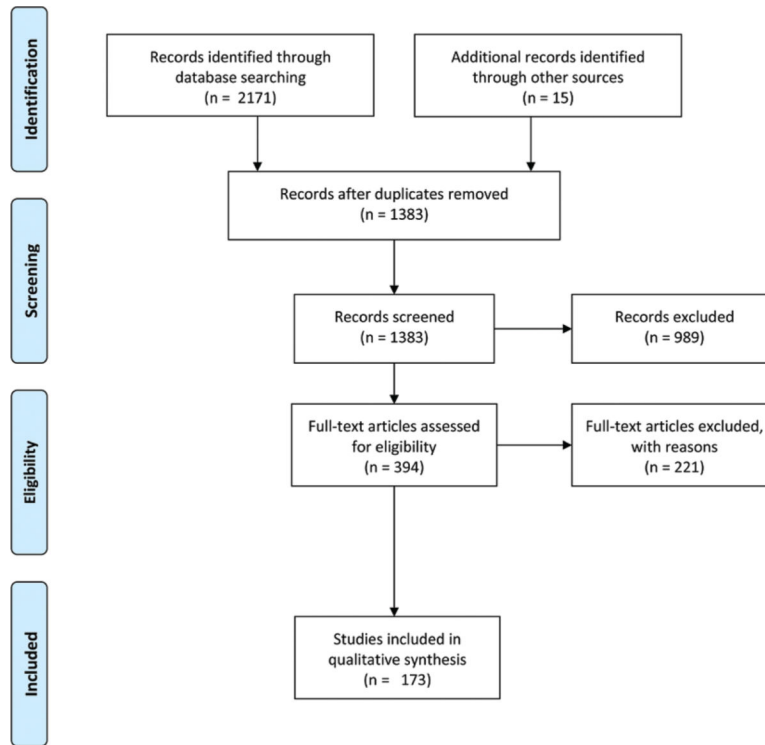 Identification
Records identified through
database searching
(n = 2171)
Additional records identified
through other sources
(n = 15)
Records after duplicates removed
(n = 1383)
Screening
Records screened
(n = 1383)
Records excluded
(n = 989)
Eligibility
Full-text articles assessed
for eligibility
(n = 394)
Full-text articles excluded,
with reasons
(n = 221)
Included
Studies included in
qualitative synthesis
(n = 173)